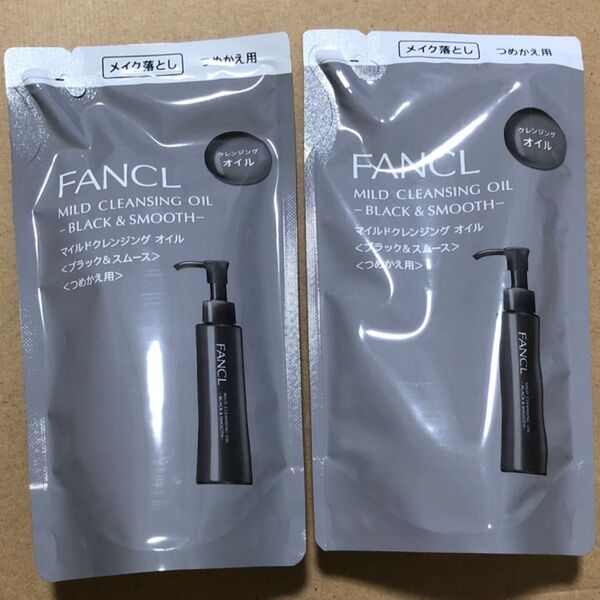 メイク落とし つめかえ用
クレンジング
オイル
FANCL
MILD CLEANSING OIL
-BLACK & SMOOTH-
マイルドクレンジング オイル
<ブラック&スムース>
<つめかえ用>
FANCL
MILD CLEANSING OIL
-BLACK & SMOOTH-
メイク落とし つめかえ用
クレンジング
オイル
FANCL
MILD CLEANSING OIL
-BLACK & SMOOTH-
マイルドクレンジング オイル
<ブラック&スムース>
<つめかえ用>
FANCL
MILD CLEANSING OIL
-BLACK & SMOOTH-